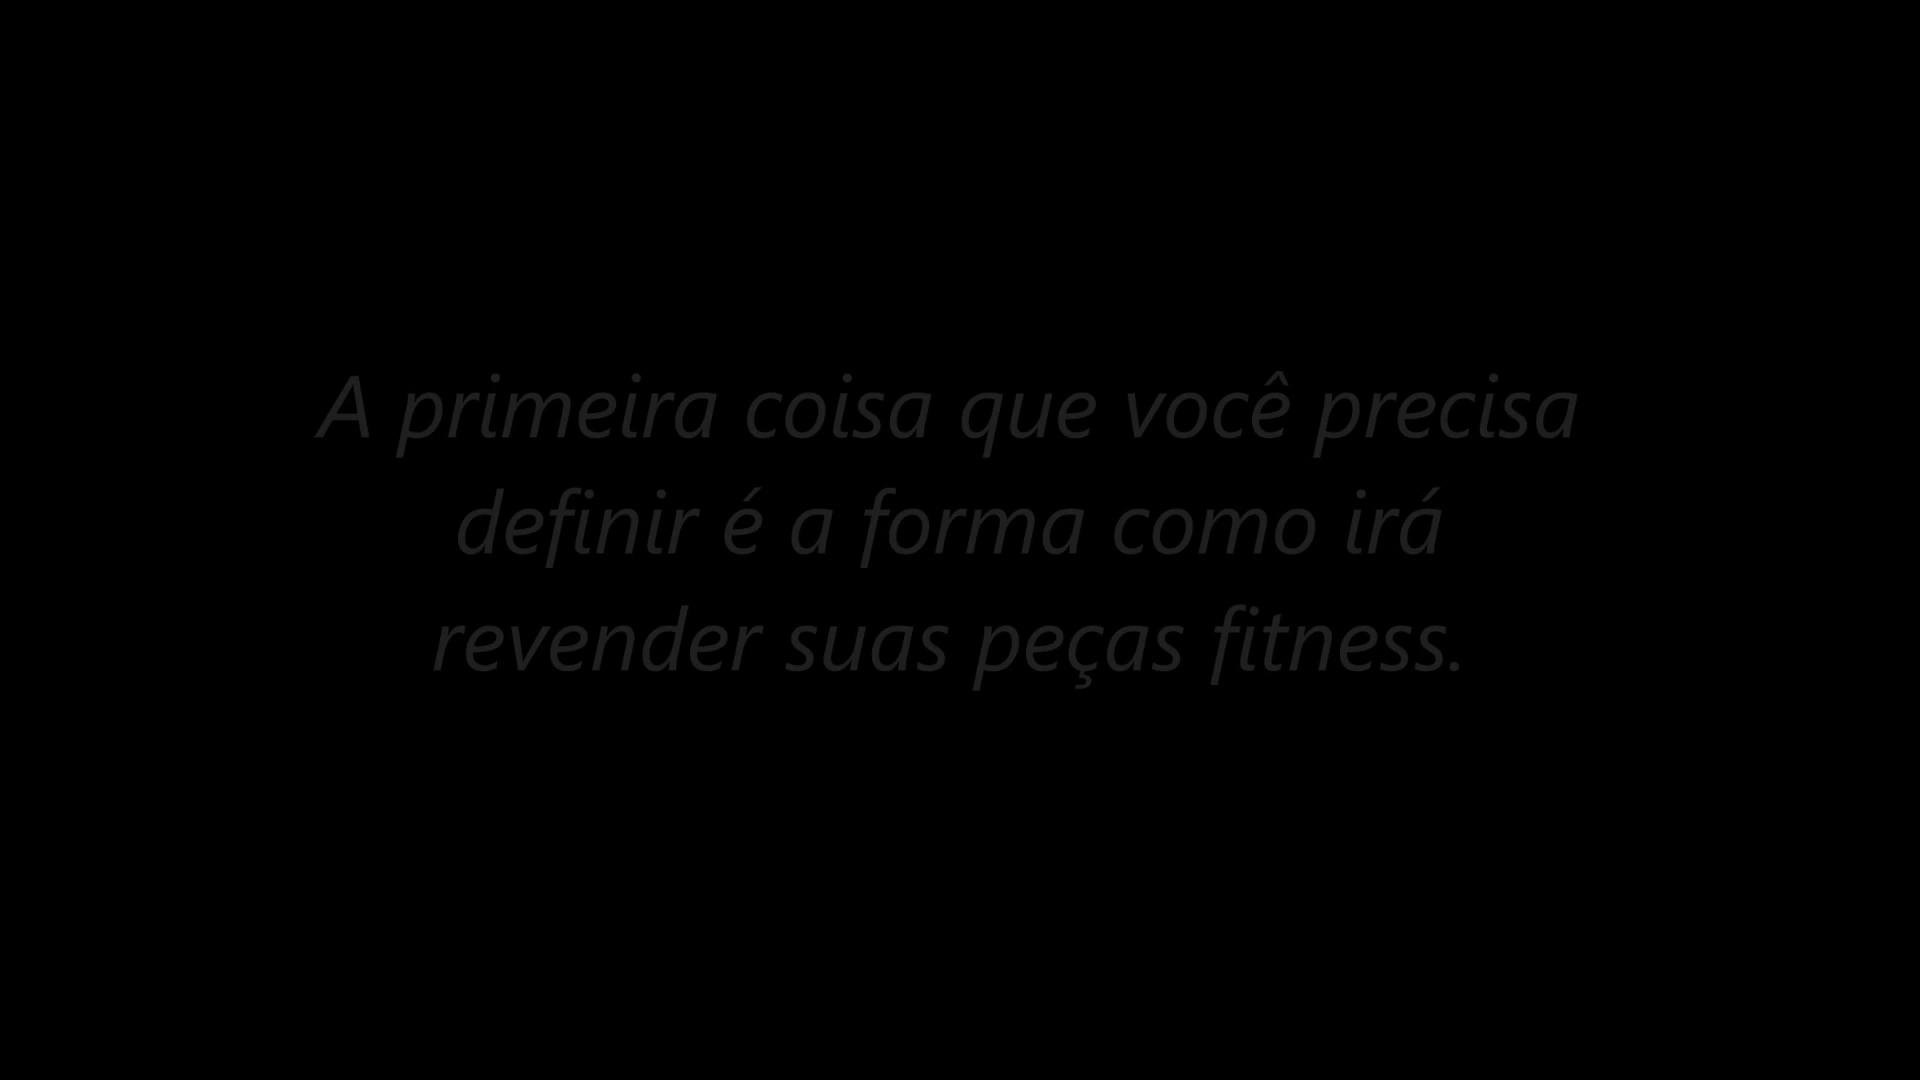 A primeira coisa que você precisa
definir é a forma como irá
revender suas peças fitness.